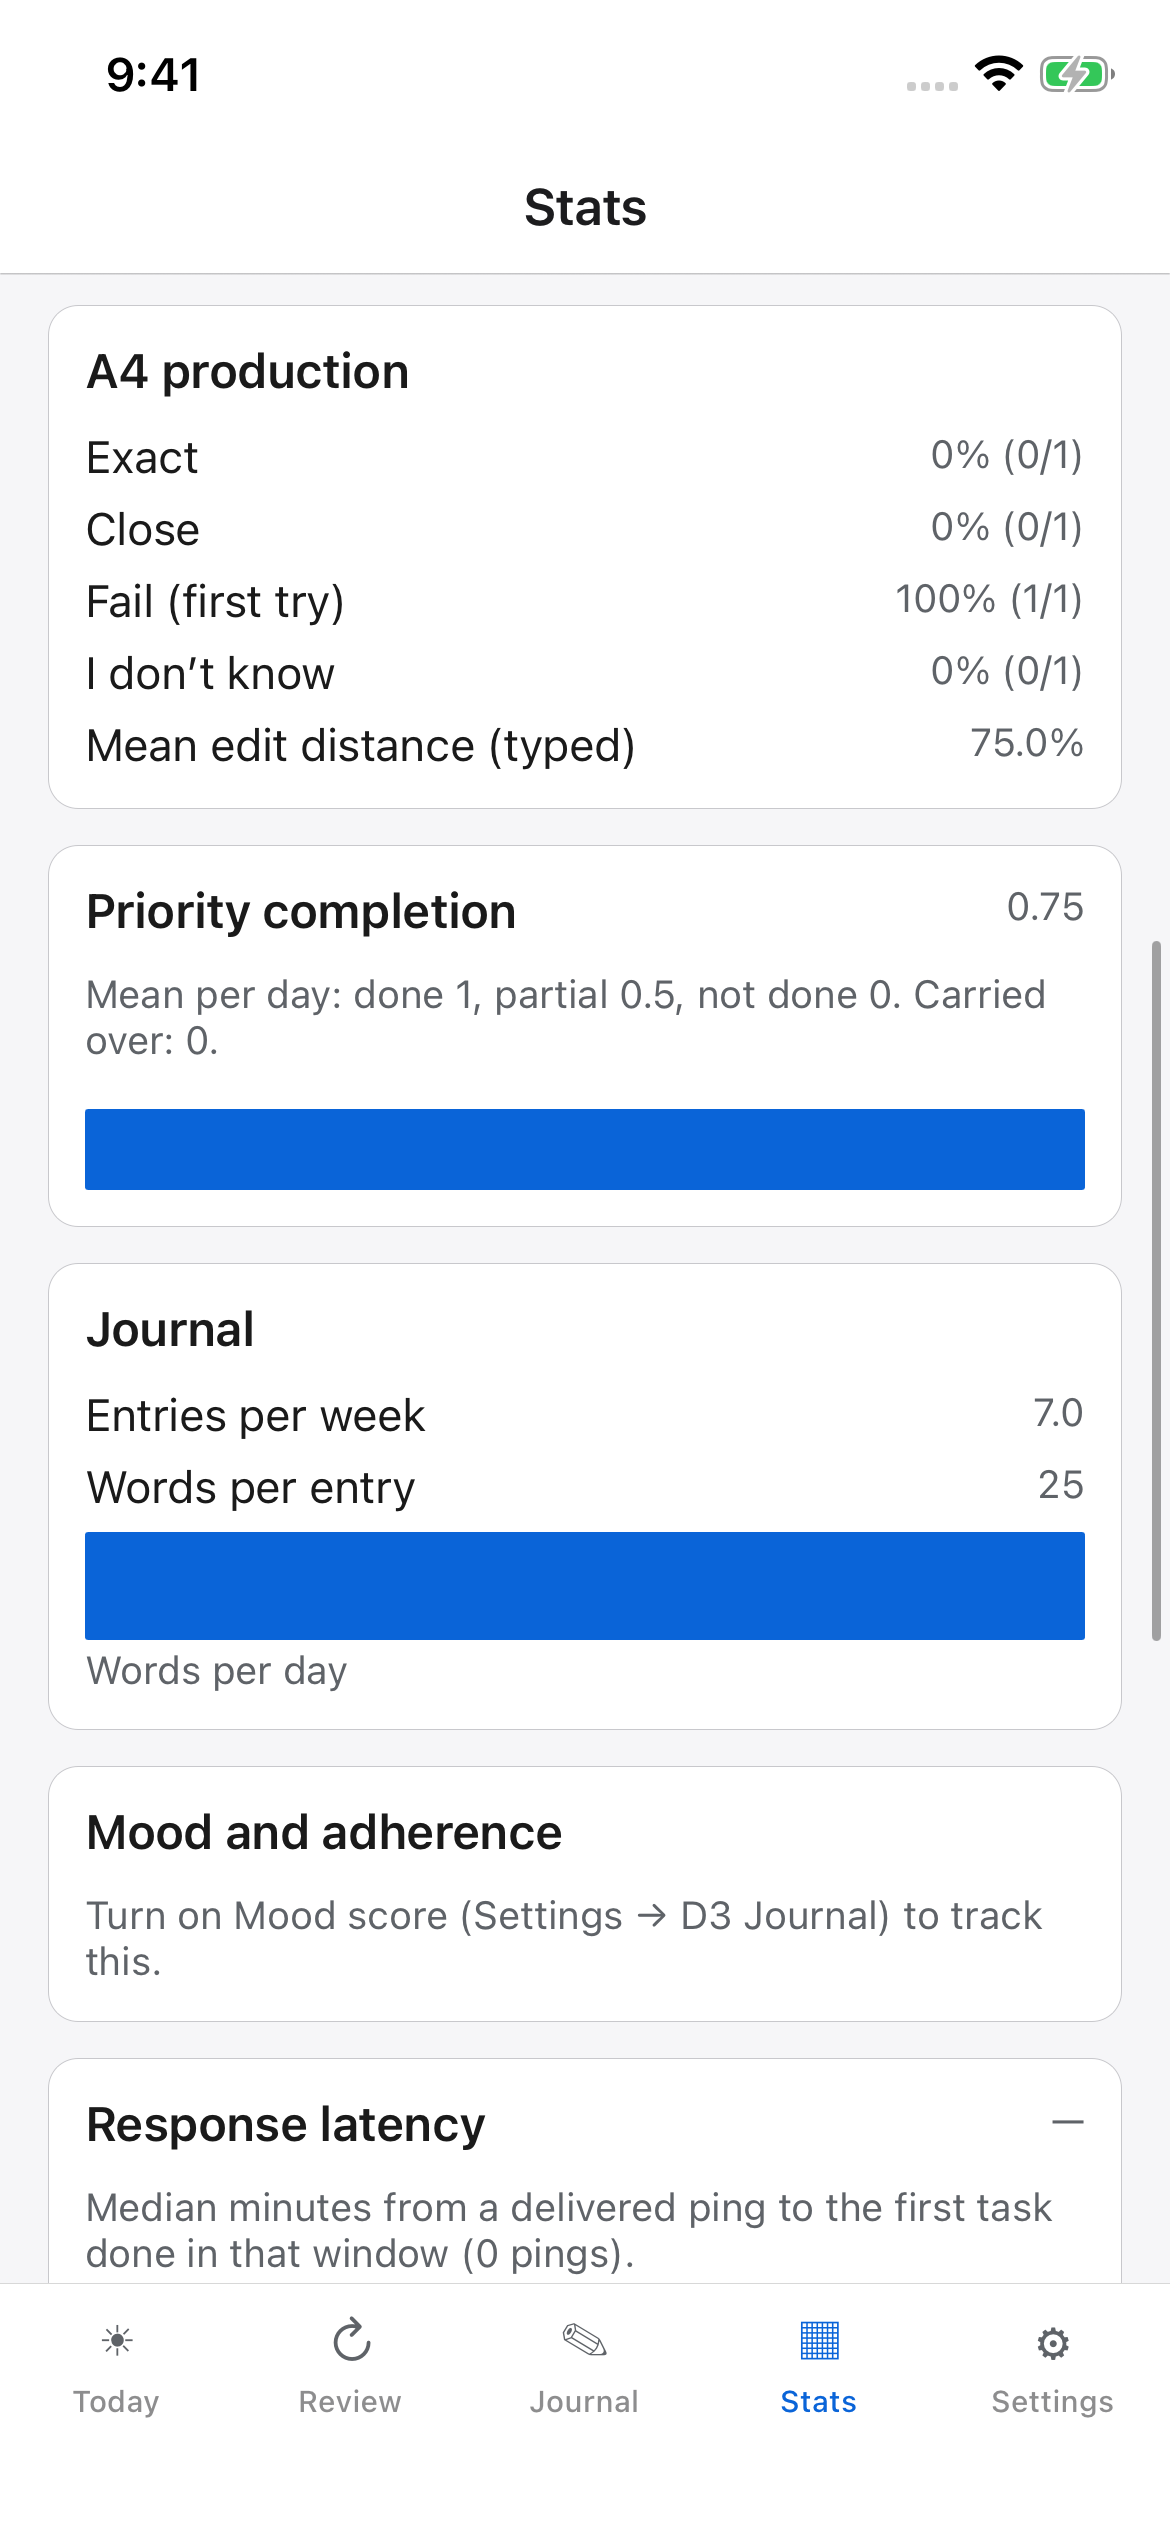 9:41
Stats
A4 production
Exact 0% (0/1)
Close 0% (0/1)
Fail (first try) 100% (1/1)
I don’t know 0% (0/1)
Mean edit distance (typed) 75.0%
Priority completion 0.75
Mean per day: done 1, partial 0.5, not done 0. Carried
over: 0.
Journal
Entries per week 7.0
Words per entry 25
Words per day
Mood and adherence
Turn on Mood score (Settings → D3 Journal) to track
this.
Response latency —
Median minutes from a delivered ping to the first task
done in that window (0 pings).
Today Review Journal Stats Settings